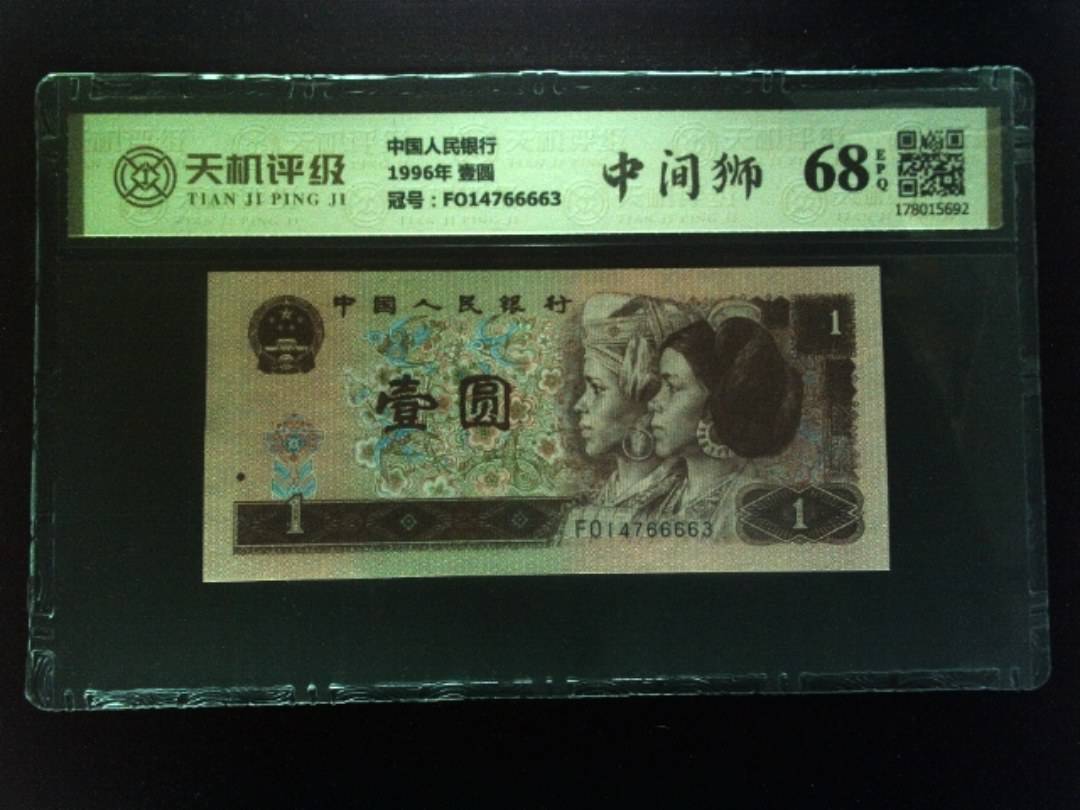 天机评级
TIAN JI PING JI
中国人民银行
1996年 壹圆
冠号：FO14766663
中间狮
68
EPQ
178015692
中国人民银行
1
壹圆
1
FO14766663
1